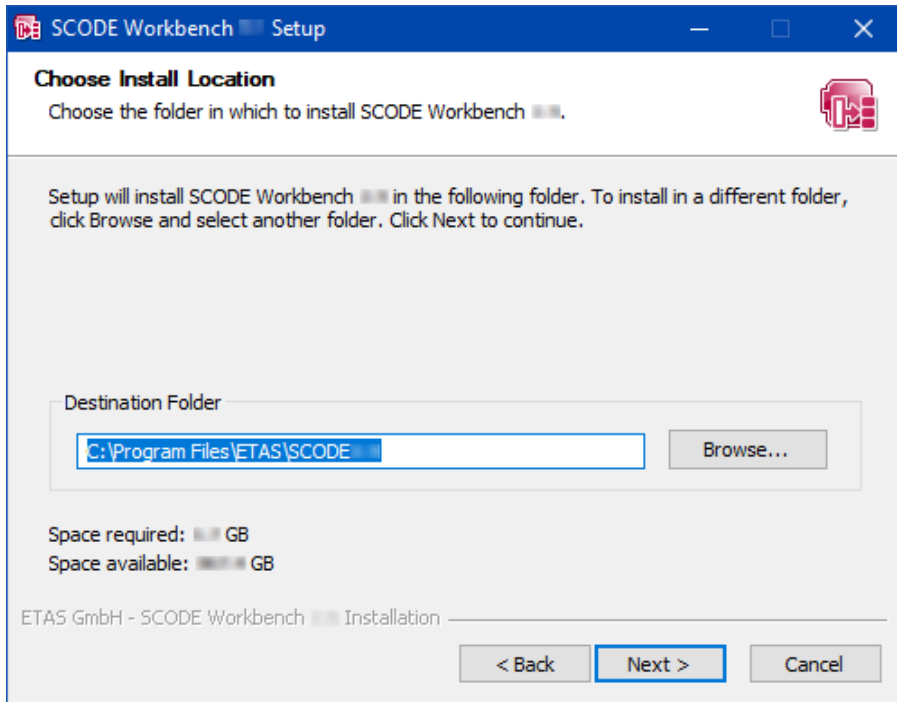 SCODE Workbench Setup
Choose Install Location
Choose the folder in which to install SCODE Workbench .
Setup will install SCODE Workbench in the following folder. To install in a different folder,
click Browse and select another folder. Click Next to continue.
Destination Folder
C:\Program Files\ETAS\SCODE
Browse...
Space required: GB
Space available: GB
ETAS GmbH - SCODE Workbench Installation
< Back
Next >
Cancel